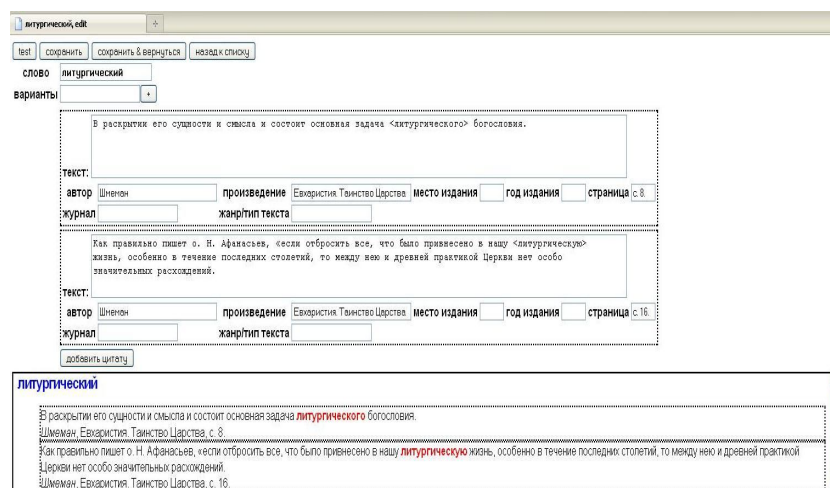 литургический, edit
test сохранить сохранить & вернуться назад к списку
слово литургический
варианты +
В раскрытии его сущности и смысла и состоит основная задача <литургического> богословия.
текст:
автор Шмеман произведение Евхаристия. Таинство Царства место издания год издания страница с. 8.
журнал жанр/тип текста
Как правильно пишет о. Н. Афанасьев, «если отбросить все, что было привнесено в нашу <литургическую>
жизнь, особенно в течение последних столетий, то между нею и древней практикой Церкви нет особо
значительных расхождений.
текст:
автор Шмеман произведение Евхаристия. Таинство Царства место издания год издания страница с. 16.
журнал жанр/тип текста
добавить цитату
литургический
В раскрытии его сущности и смысла и состоит основная задача литургического богословия.
Шмеман, Евхаристия. Таинство Царства, с. 8.
Как правильно пишет о. Н. Афанасьев, «если отбросить все, что было привнесено в нашу литургическую жизнь, особенно в течение последних столетий, то между нею и древней практикой
Церкви нет особо значительных расхождений.
Шмеман, Евхаристия. Таинство Царства, с. 16.